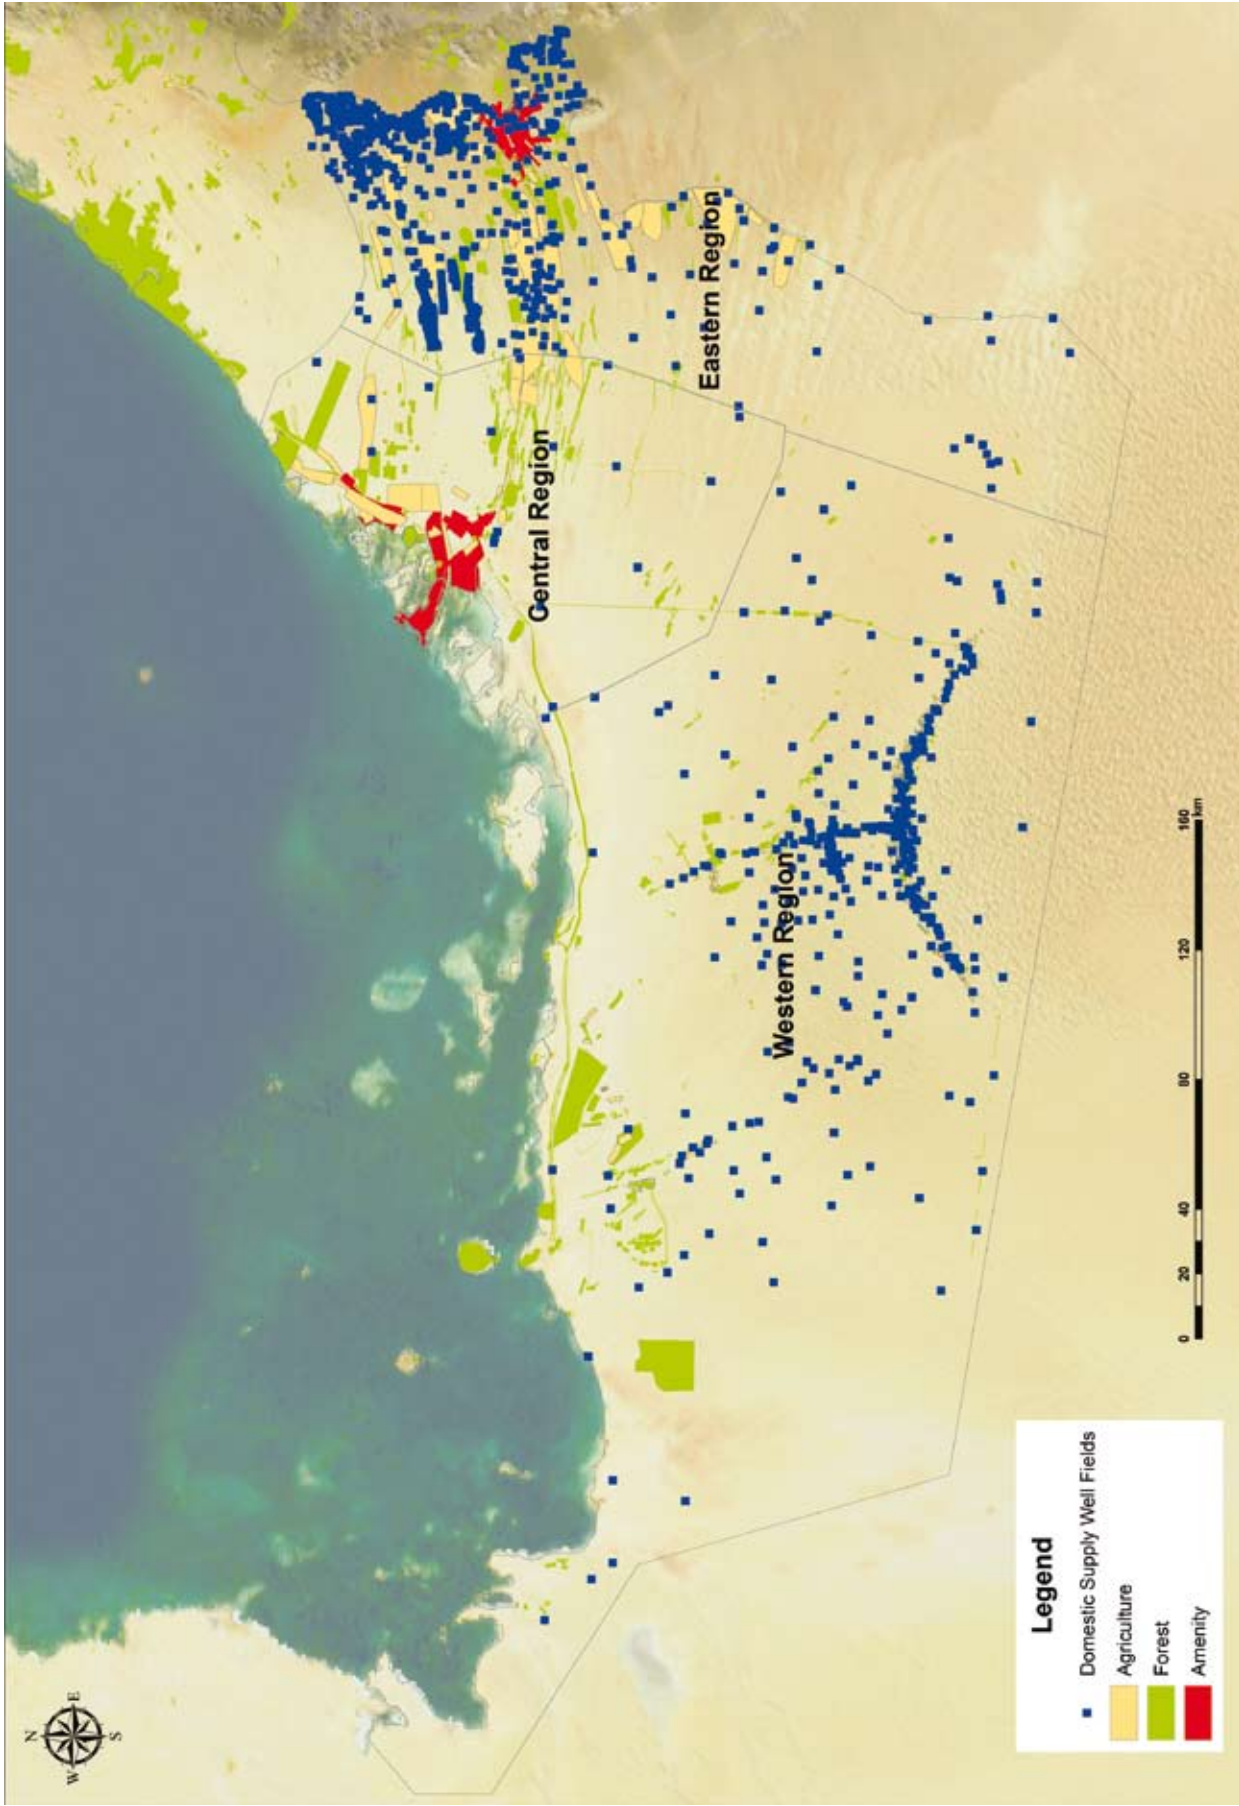 N
W
E
S
Central Region
Eastern Region
Western Region
Legend
Domestic Supply Well Fields
Agriculture
Forest
Amenity
0 20 40 80 120 160
km